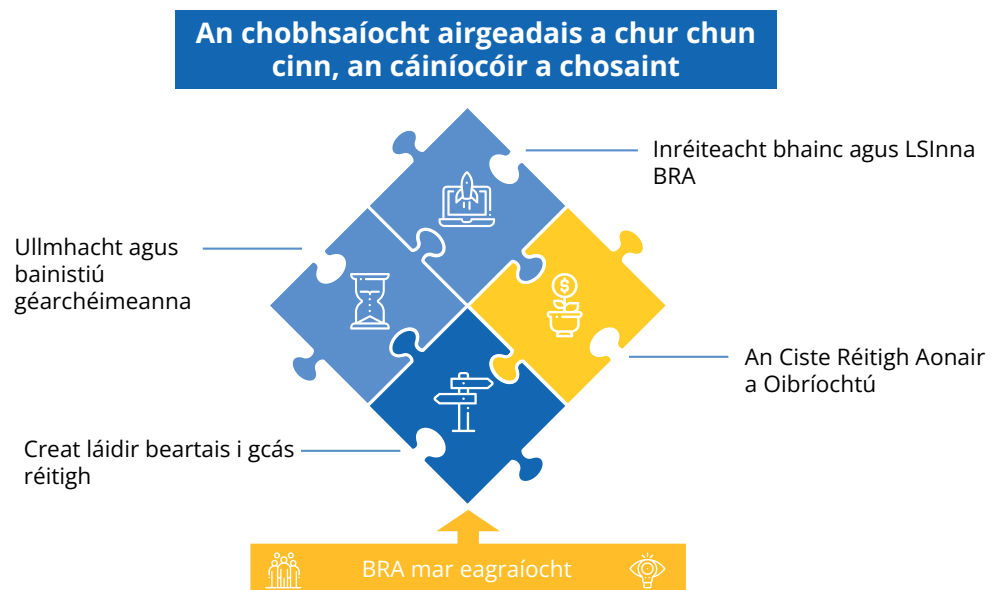 An chobhsaíocht airgeadais a chur chun
cinn, an cáiníocóir a chosaint
Inréiteacht bhainc agus LSInna
BRA
Ullmhacht agus
bainistiú
géarchéimeanna
An Ciste Réitigh Aonair
a Oibríochtú
Creat láidir beartais i gcás
réitigh
BRA mar eagraíocht